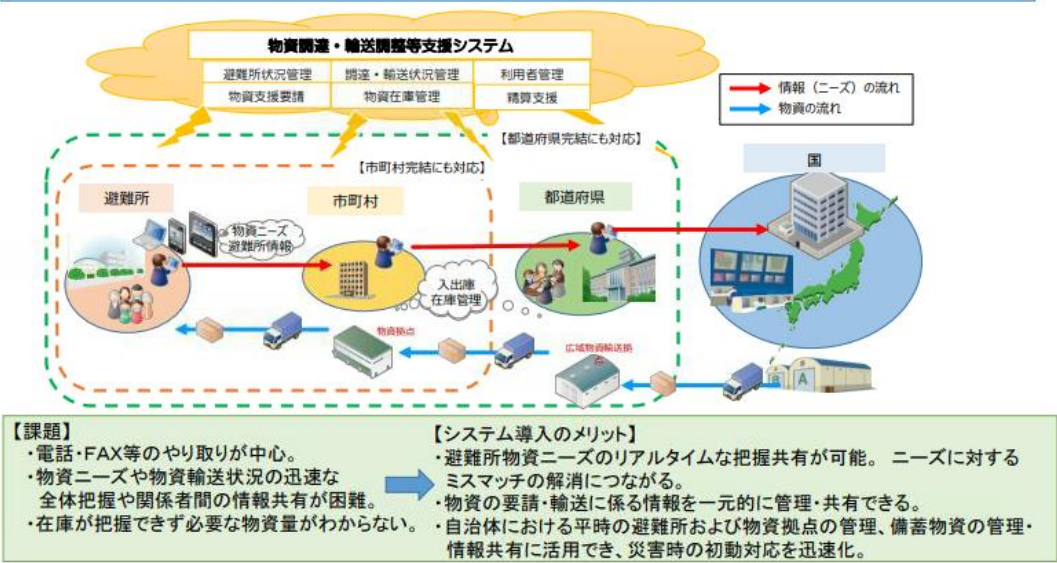 物資調達・輸送調整等支援システム
避難所状況管理 調達・輸送状況管理 利用者管理
物資支援要請 物資在庫管理 精算支援
情報（ニーズ）の流れ
物資の流れ
【都道府県完結にも対応】
【市町村完結にも対応】
国
避難所
市町村
都道府県
物資ニーズ
避難所情報
入出庫
在庫管理
物資拠点
広域物資輸送拠
B A
【課題】
・電話・FAX等のやり取りが中心。
・物資ニーズや物資輸送状況の迅速な
全体把握や関係者間の情報共有が困難。
・在庫が把握できず必要な物資量がわからない。
【システム導入のメリット】
・避難所物資ニーズのリアルタイムな把握共有が可能。 ニーズに対する
ミスマッチの解消につながる。
・物資の要請・輸送に係る情報を一元的に管理・共有できる。
・自治体における平時の避難所および物資拠点の管理、備蓄物資の管理・
情報共有に活用でき、災害時の初動対応を迅速化。